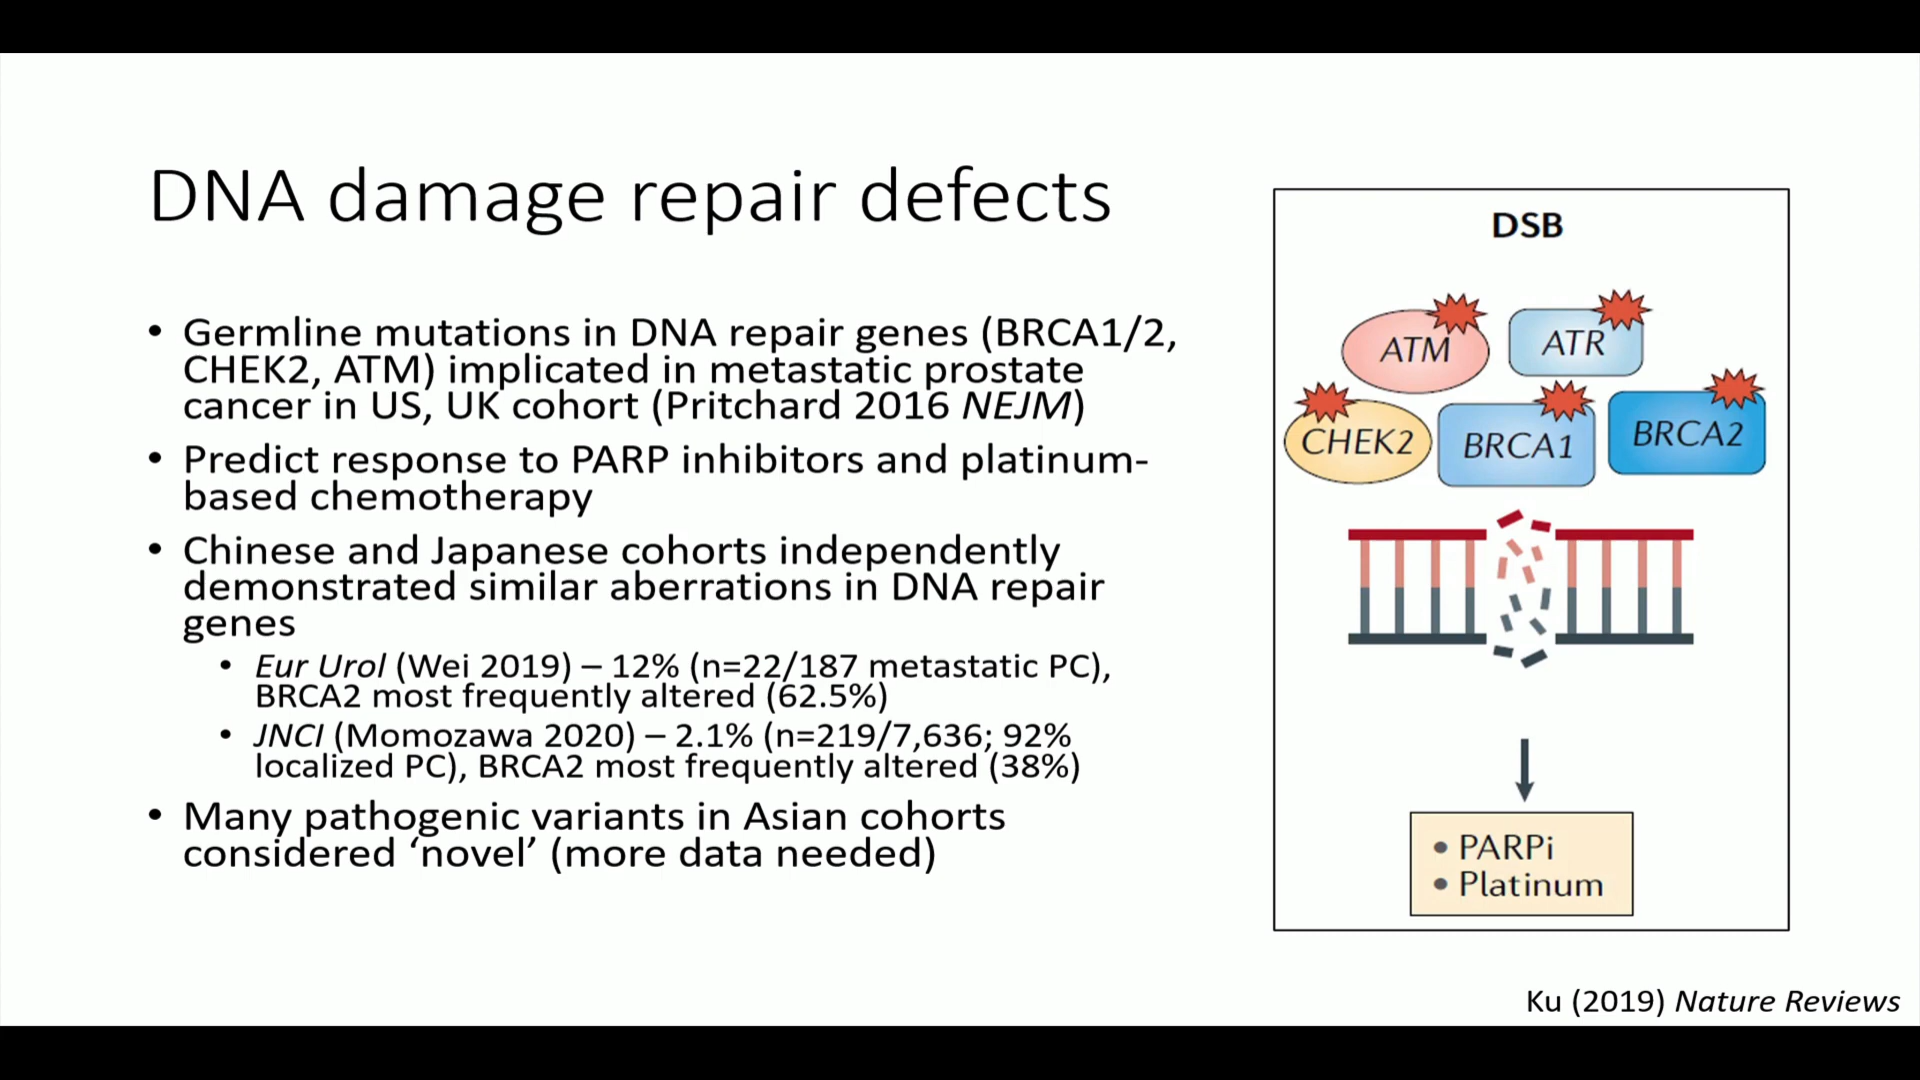 DNA damage repair defects
• Germline mutations in DNA repair genes (BRCA1/2,
CHEK2, ATM) implicated in metastatic prostate
cancer in US, UK cohort (Pritchard 2016 NEJM)
• Predict response to PARP inhibitors and platinum-
based chemotherapy
• Chinese and Japanese cohorts independently
demonstrated similar aberrations in DNA repair
genes
• Eur Urol (Wei 2019) – 12% (n=22/187 metastatic PC),
BRCA2 most frequently altered (62.5%)
• JNCI (Momozawa 2020) – 2.1% (n=219/7,636; 92%
localized PC), BRCA2 most frequently altered (38%)
• Many pathogenic variants in Asian cohorts
considered ‘novel’ (more data needed)
DSB
ATM
ATR
CHEK2
BRCA1
BRCA2
• PARPi
• Platinum
Ku (2019) Nature Reviews